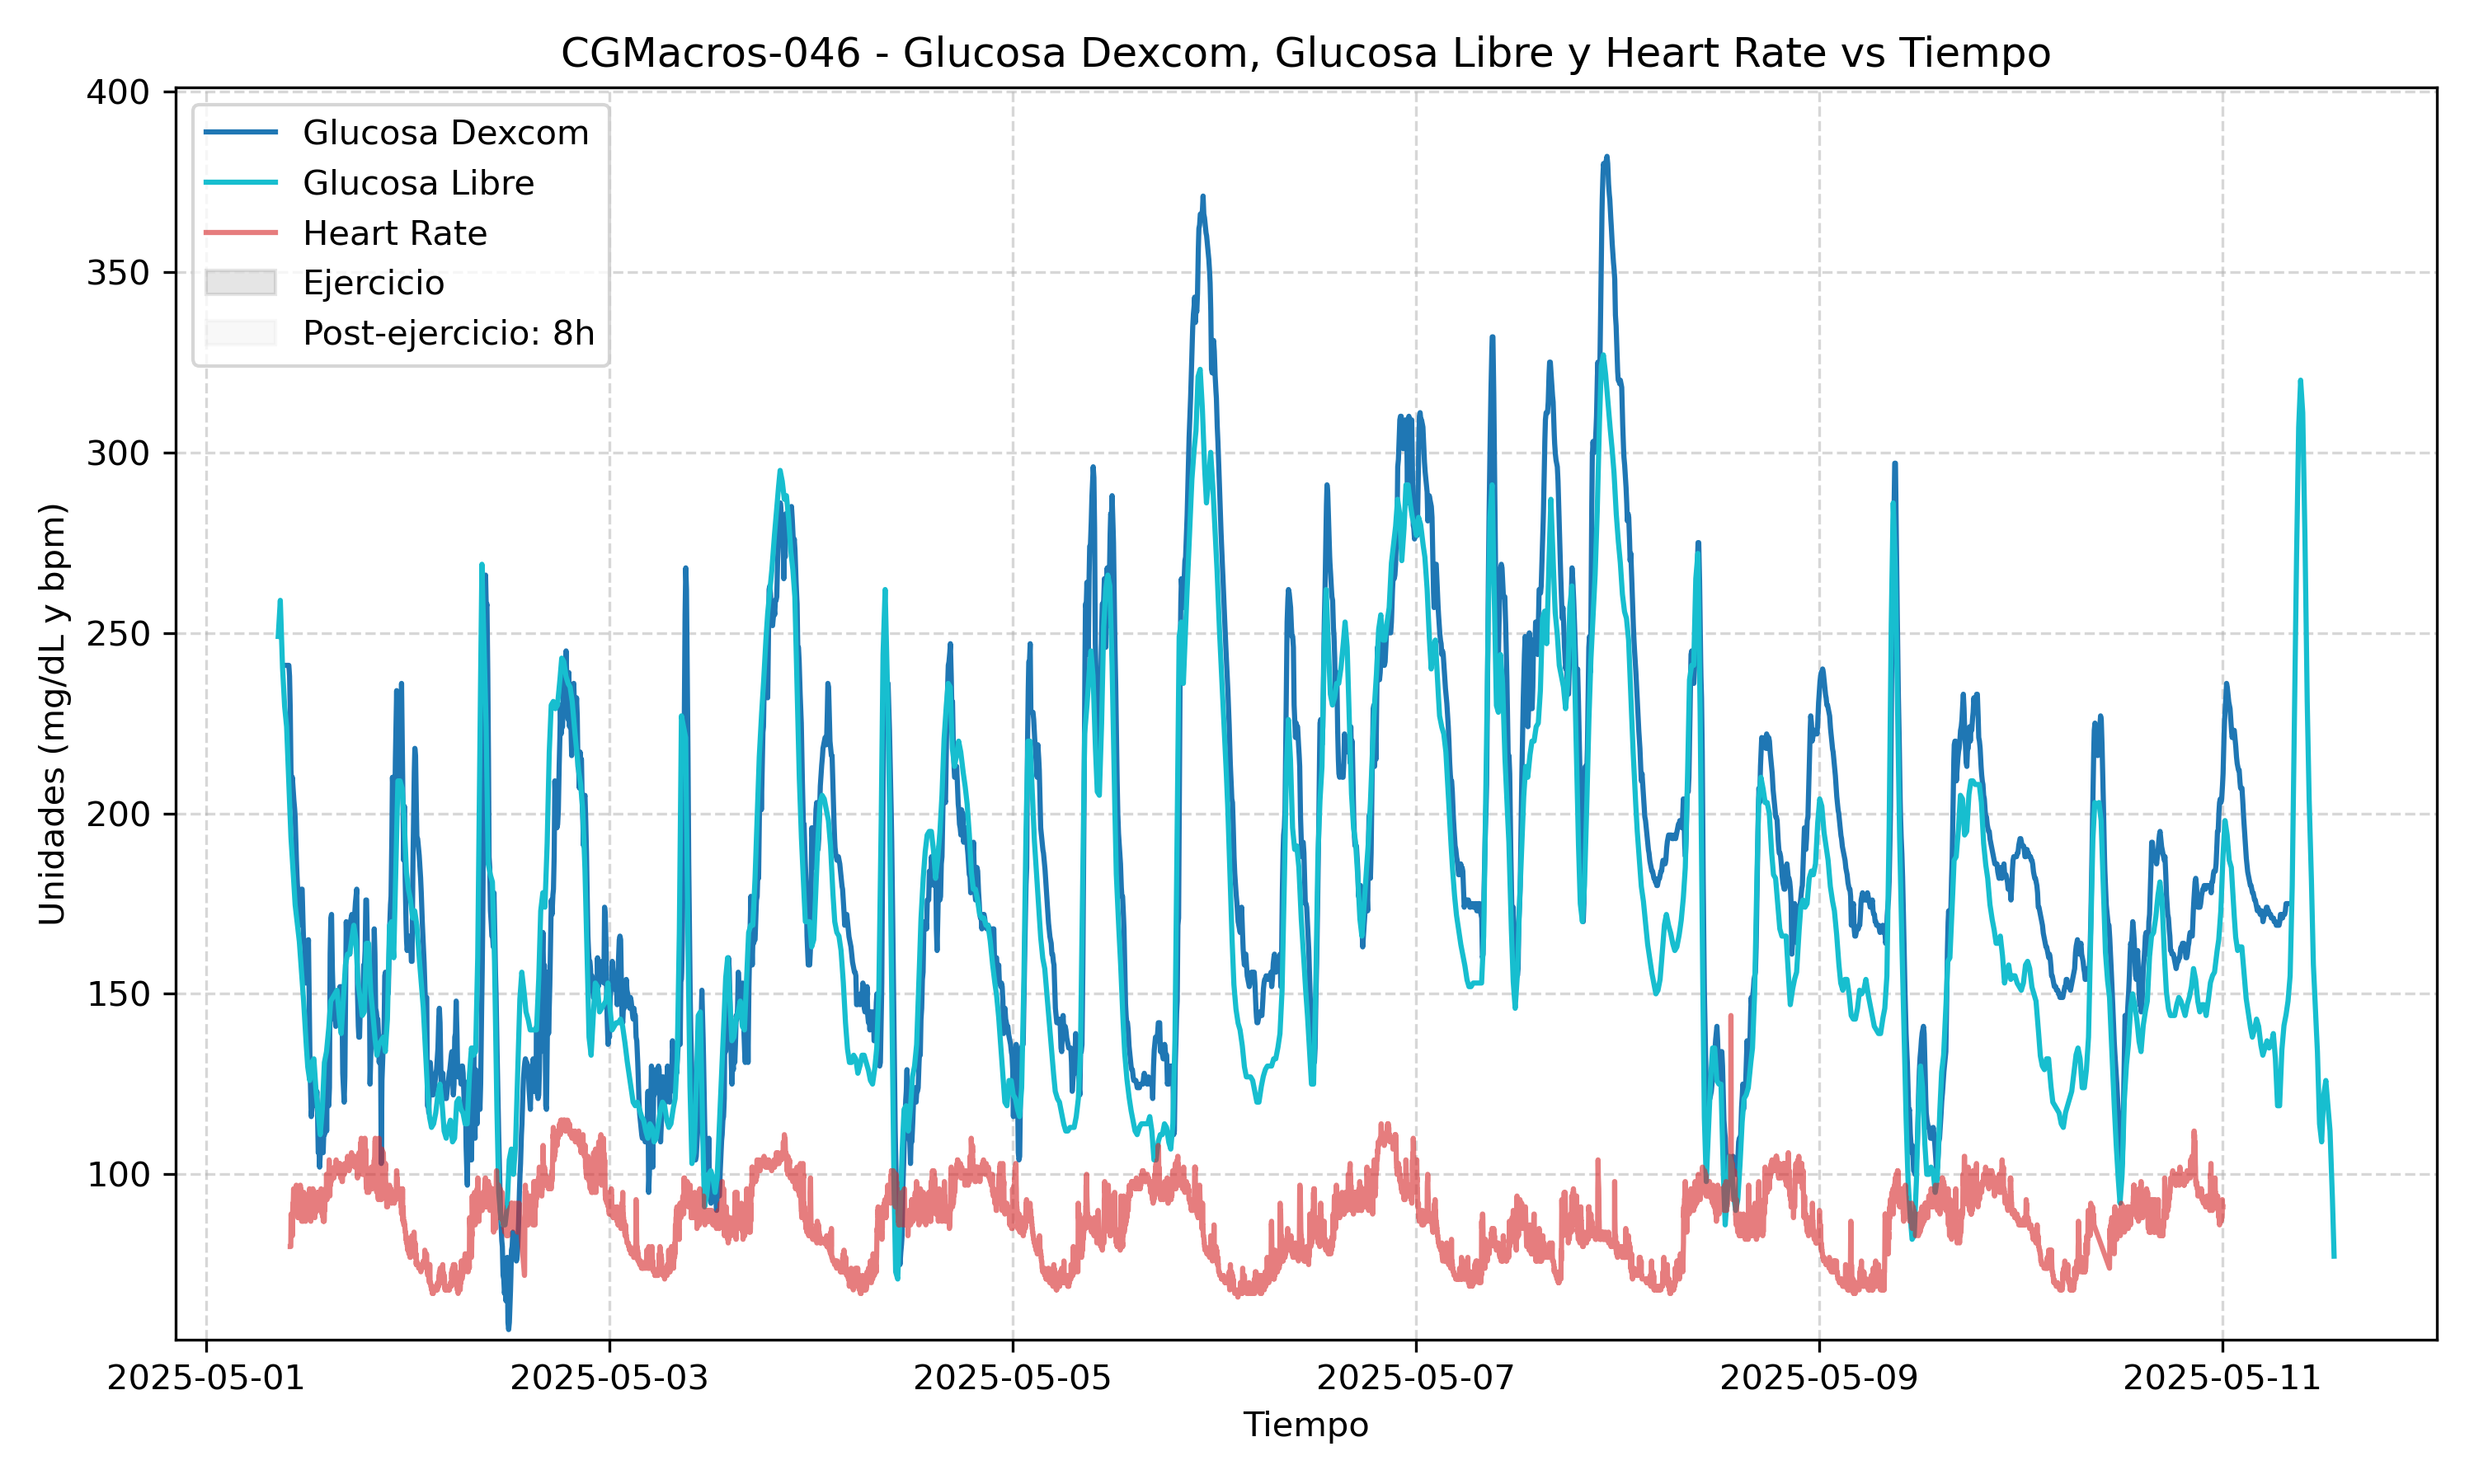 CGMacros-046 - Glucosa Dexcom, Glucosa Libre y Heart Rate vs Tiempo
Unidades (mg/dL y bpm)
400
350
300
250
200
150
100
Glucosa Dexcom
Glucosa Libre
Heart Rate
Ejercicio
Post-ejercicio: 8h
2025-05-01
2025-05-03
2025-05-05
2025-05-07
2025-05-09
2025-05-11
Tiempo